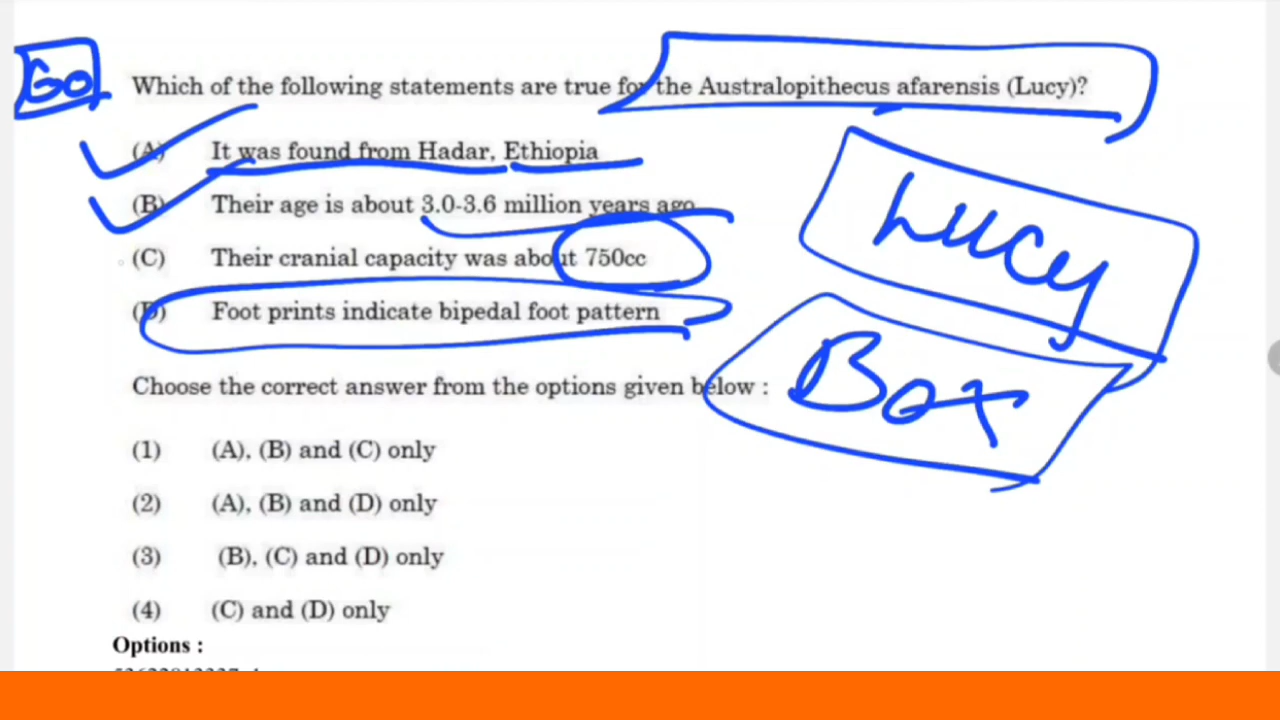 Go
Which of the following statements are true for the Australopithecus afarensis (Lucy)?
(A) It was found from Hadar, Ethiopia
(B) Their age is about 3.0-3.6 million years ago
(C) Their cranial capacity was about 750cc
(D) Foot prints indicate bipedal foot pattern
Lucy
Box
Choose the correct answer from the options given below :
(1) (A), (B) and (C) only
(2) (A), (B) and (D) only
(3) (B), (C) and (D) only
(4) (C) and (D) only
Options :